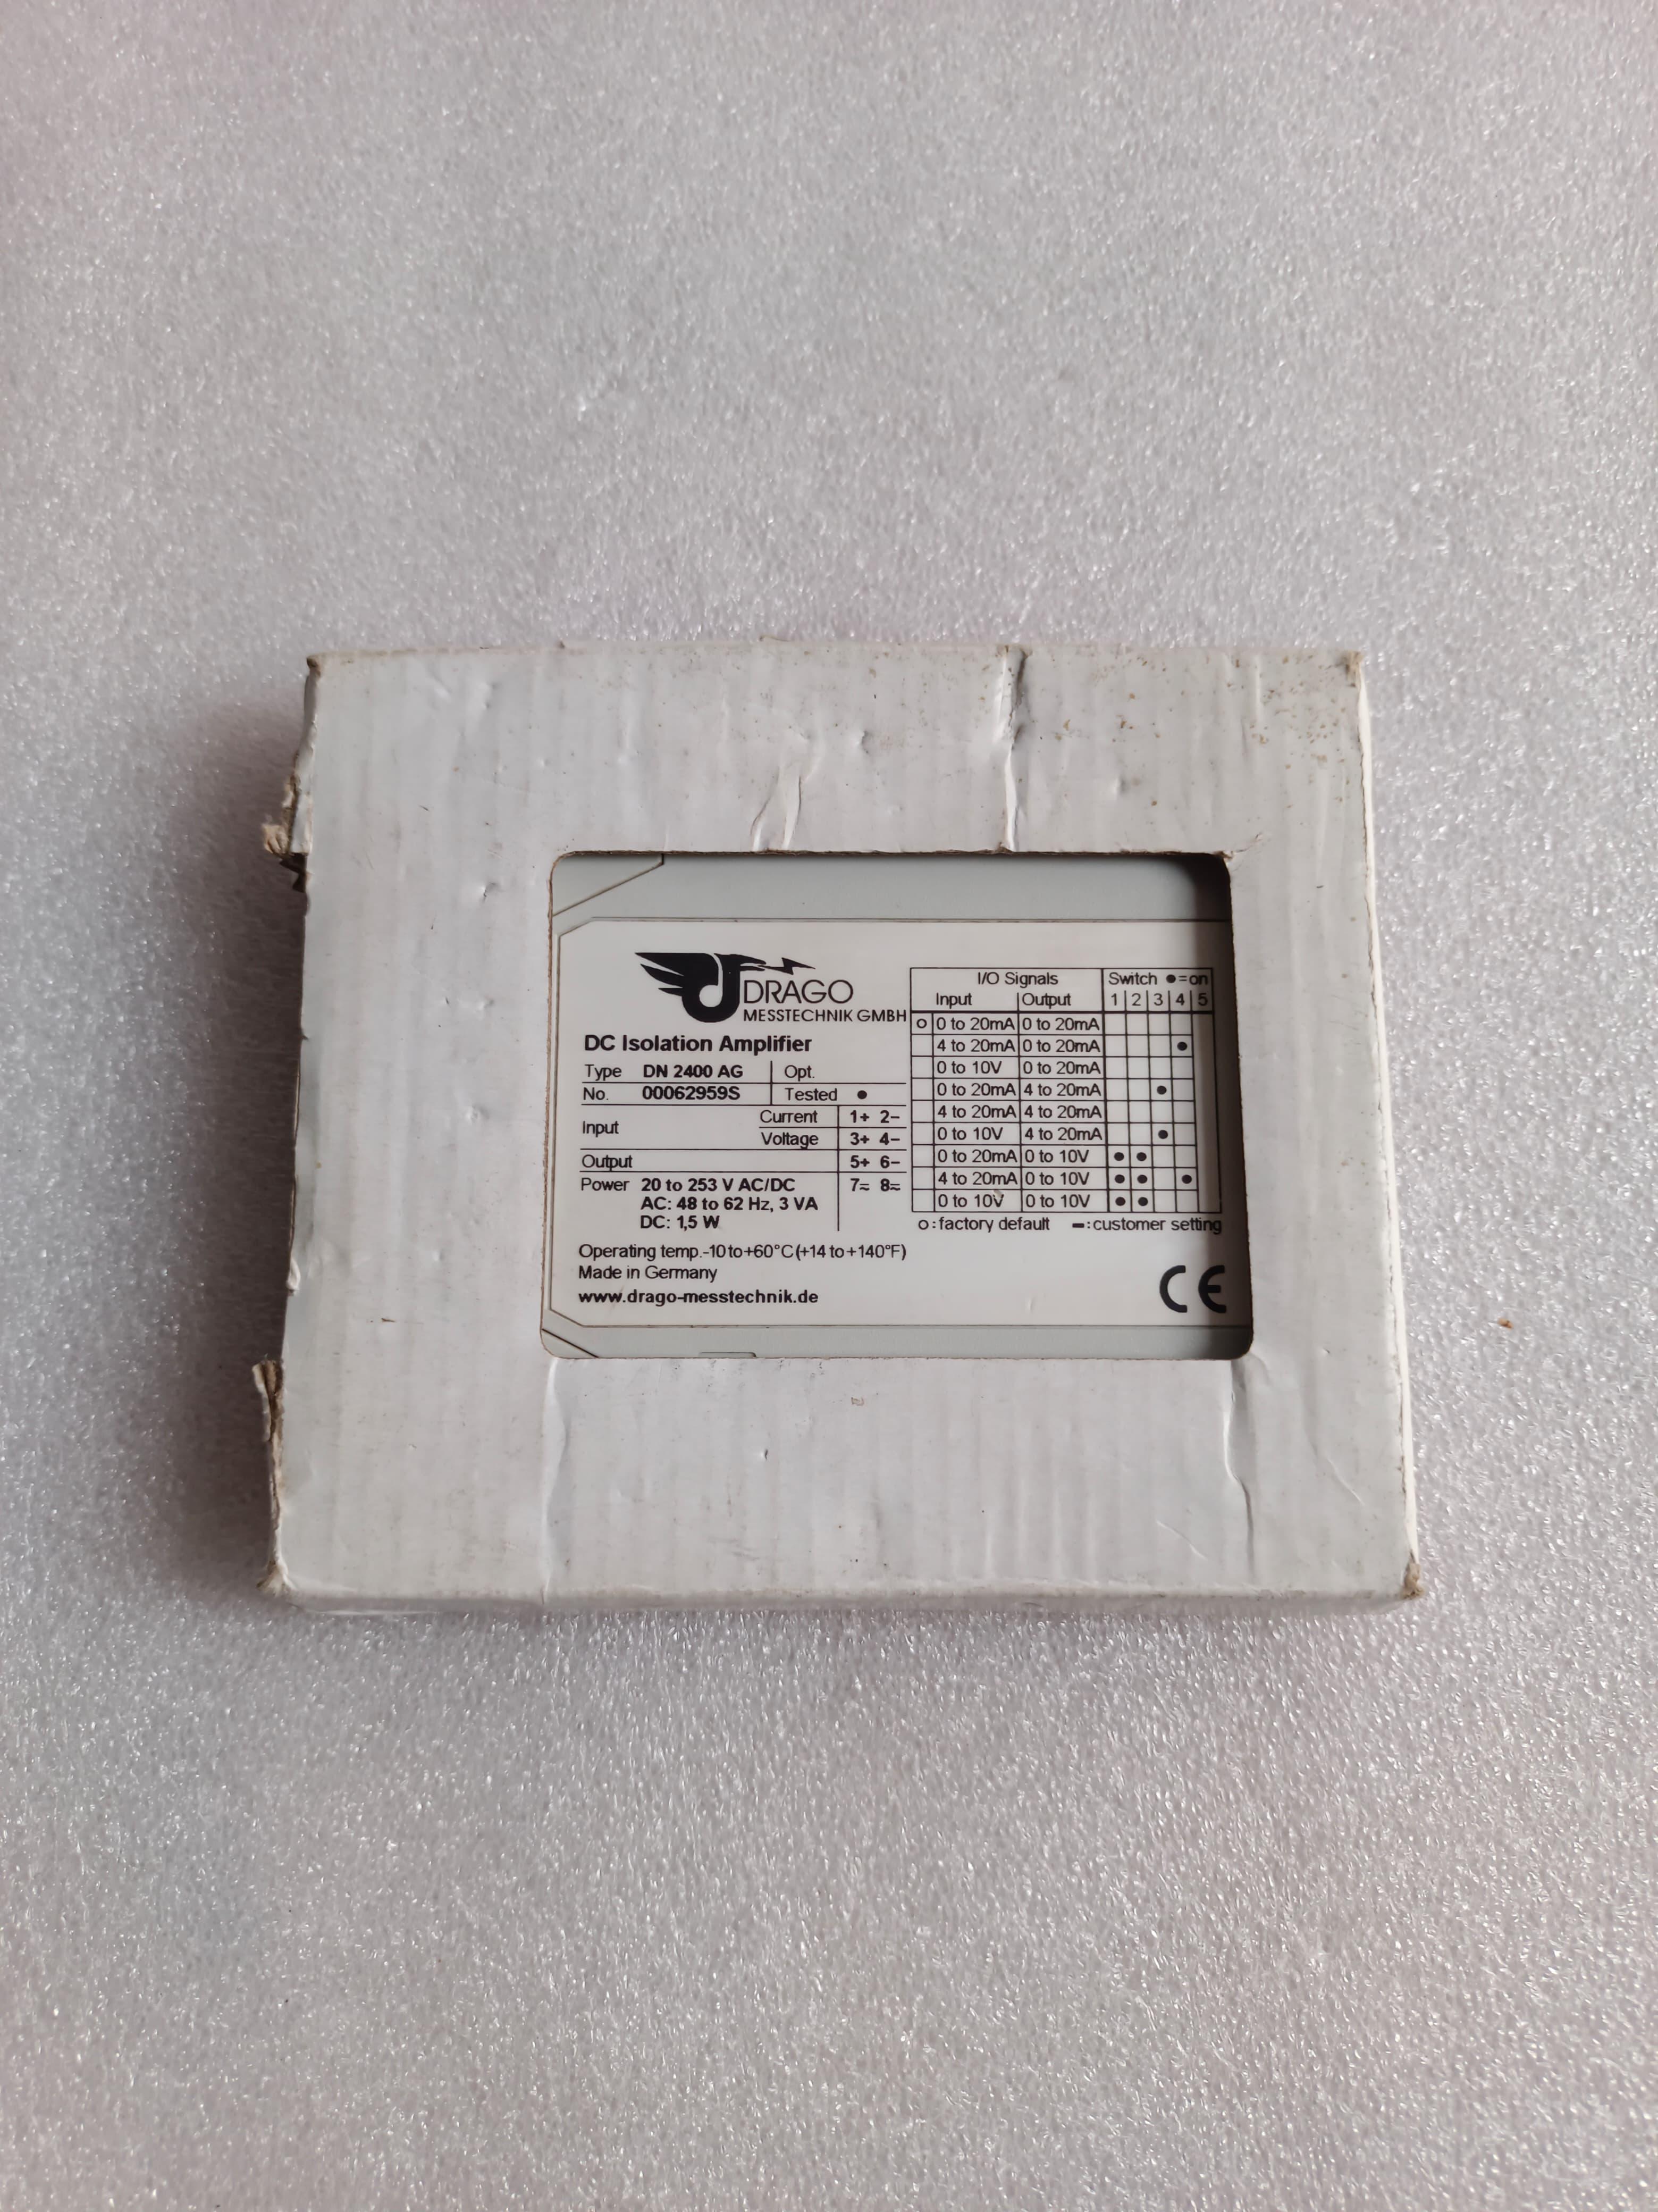 DRAGO
MESSTECHNIK GMBH
DC Isolation Amplifier
Type DN 2400 AG Opt.
No. 00062959S Tested ●
Input Current 1+ 2-
Voltage 3+ 4-
Output 5+ 6-
Power 20 to 253 V AC/DC 7≂ 8≂
AC: 48 to 62 Hz, 3 VA
DC: 1,5 W
Operating temp.-10 to +60°C (+14 to +140°F)
Made in Germany
www.drago-messtechnik.de
I/O Signals Switch ●=on
Input Output 1 2 3 4 5
o 0 to 20mA 0 to 20mA
4 to 20mA 0 to 20mA ●
0 to 10V 0 to 20mA
0 to 20mA 4 to 20mA ●
4 to 20mA 4 to 20mA
0 to 10V 4 to 20mA ●
0 to 20mA 0 to 10V ● ●
4 to 20mA 0 to 10V ● ● ●
0 to 10V 0 to 10V ● ●
o:factory default –:customer setting
CE